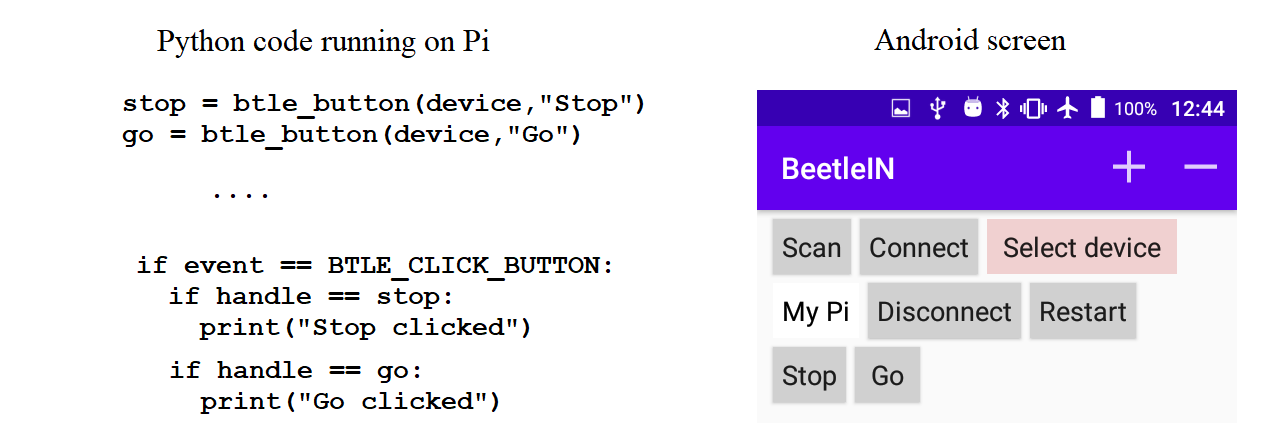 Python code running on Pi
stop = btle_button(device,"Stop")
go = btle_button(device,"Go")
....
if event == BTLE_CLICK_BUTTON:
if handle == stop:
print("Stop clicked")
if handle == go:
print("Go clicked")
Android screen
100% 12:44
BeetleIN + −
Scan Connect Select device
My Pi Disconnect Restart
Stop Go